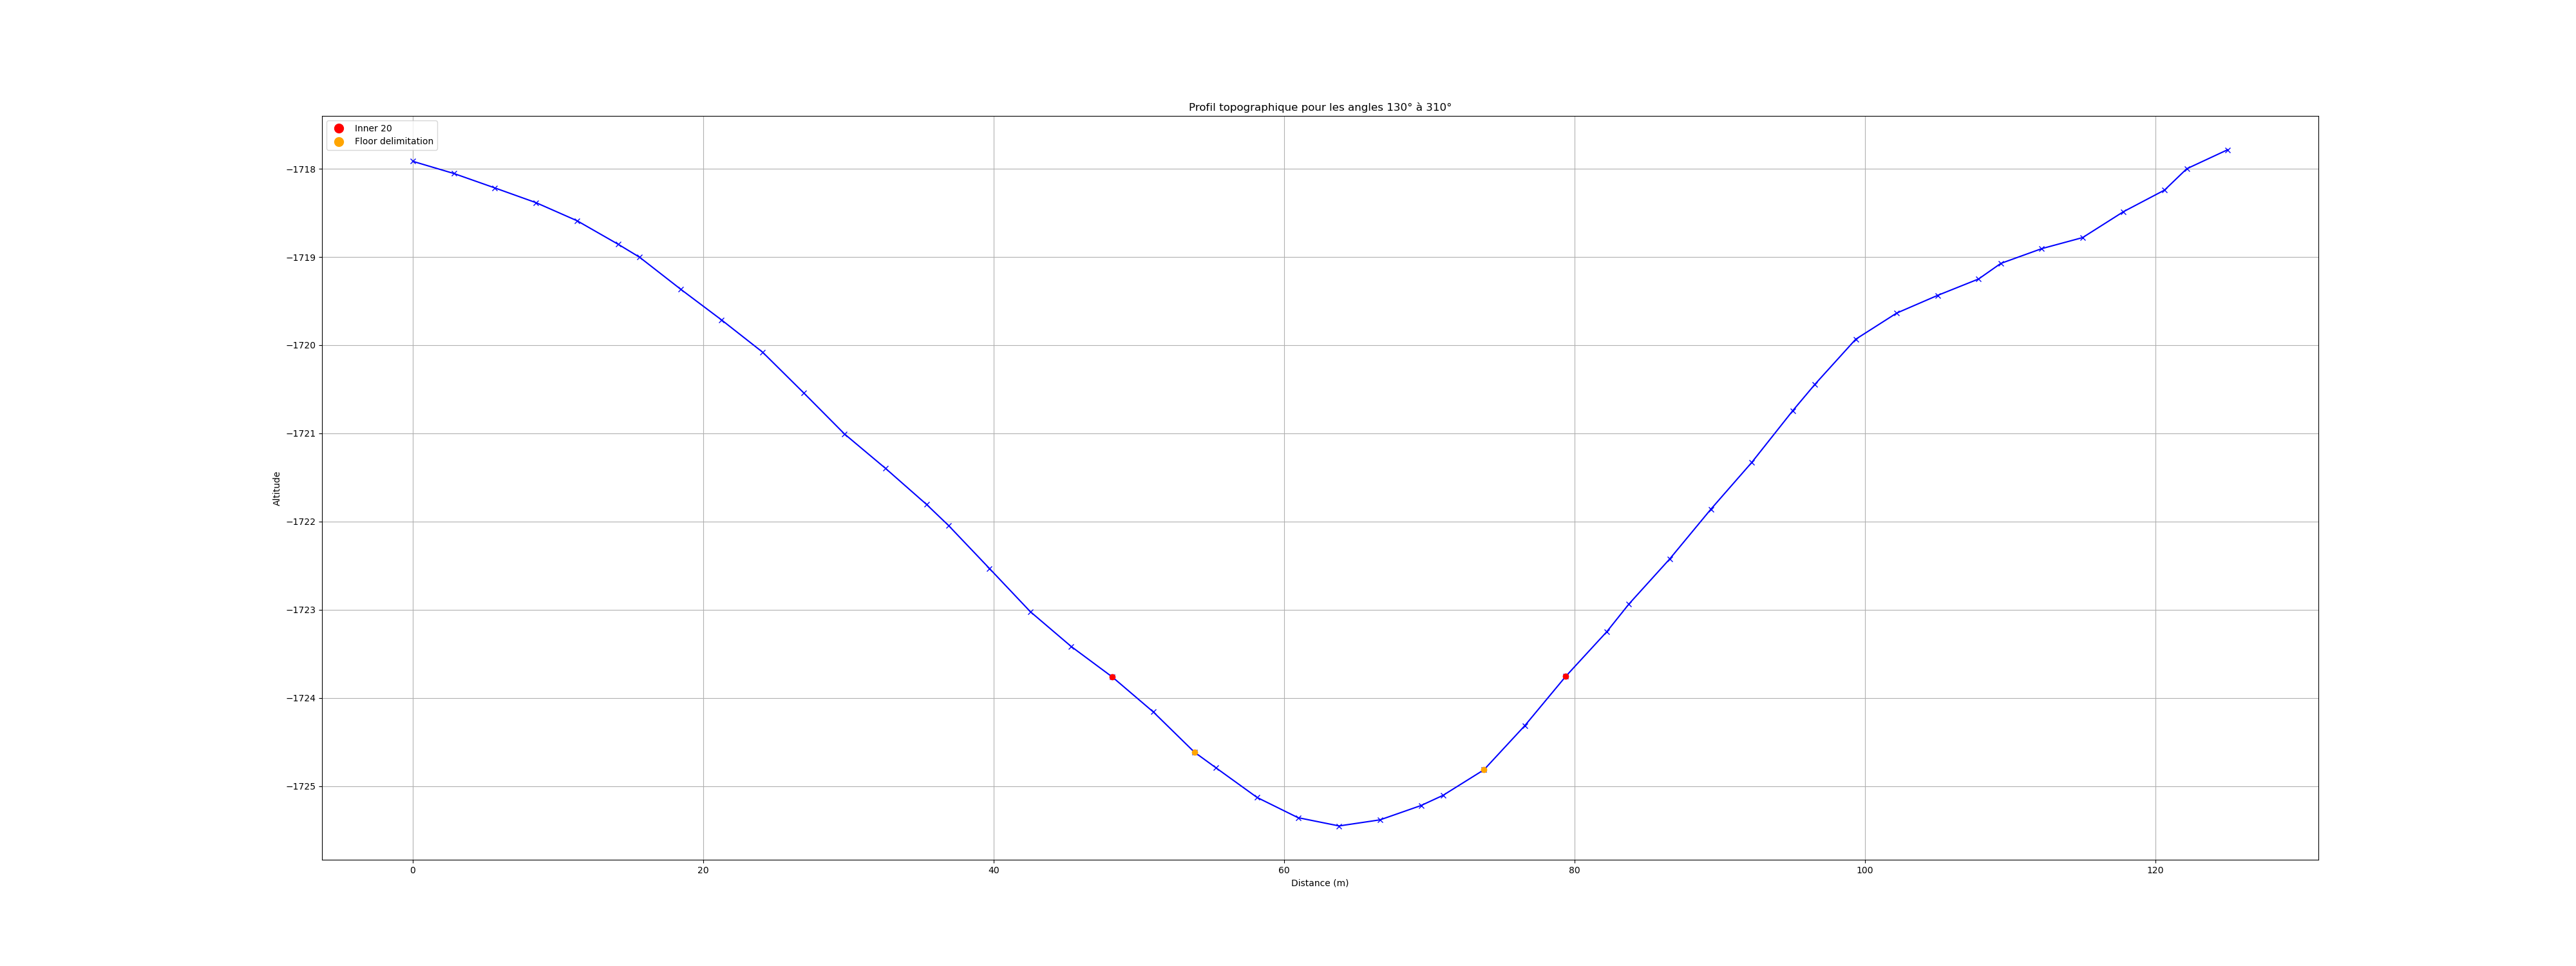 Profil topographique pour les angles 130° à 310°
Inner 20
Floor delimitation
−1718
−1719
−1720
−1721
−1722
−1723
−1724
−1725
Altitude
0 20 40 60 80 100 120
Distance (m)